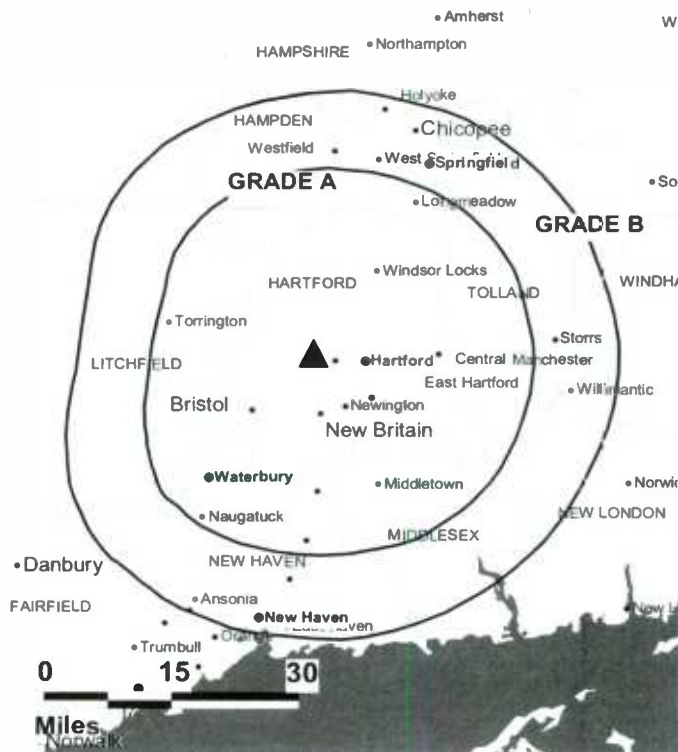 Amherst
W
HAMPSHIRE
Northampton
Holyoke
HAMPDEN
Chicopee
Westfield
West
Springfield
GRADE A
So
Longmeadow
GRADE B
Windsor Locks
HARTFORD
WINDHA
TOLLAND
Torrington
Storrs
LITCHFIELD
Hartford
Central Manchester
East Hartford
Willimantic
Bristol
Newington
New Britain
Waterbury
Middletown
Norwic
Naugatuck
NEW LONDON
MIDDLESEX
NEW HAVEN
Danbury
Ansonia
FAIRFIELD
New Haven
New L
Trumbull
0 15 30
Miles
Norwalk